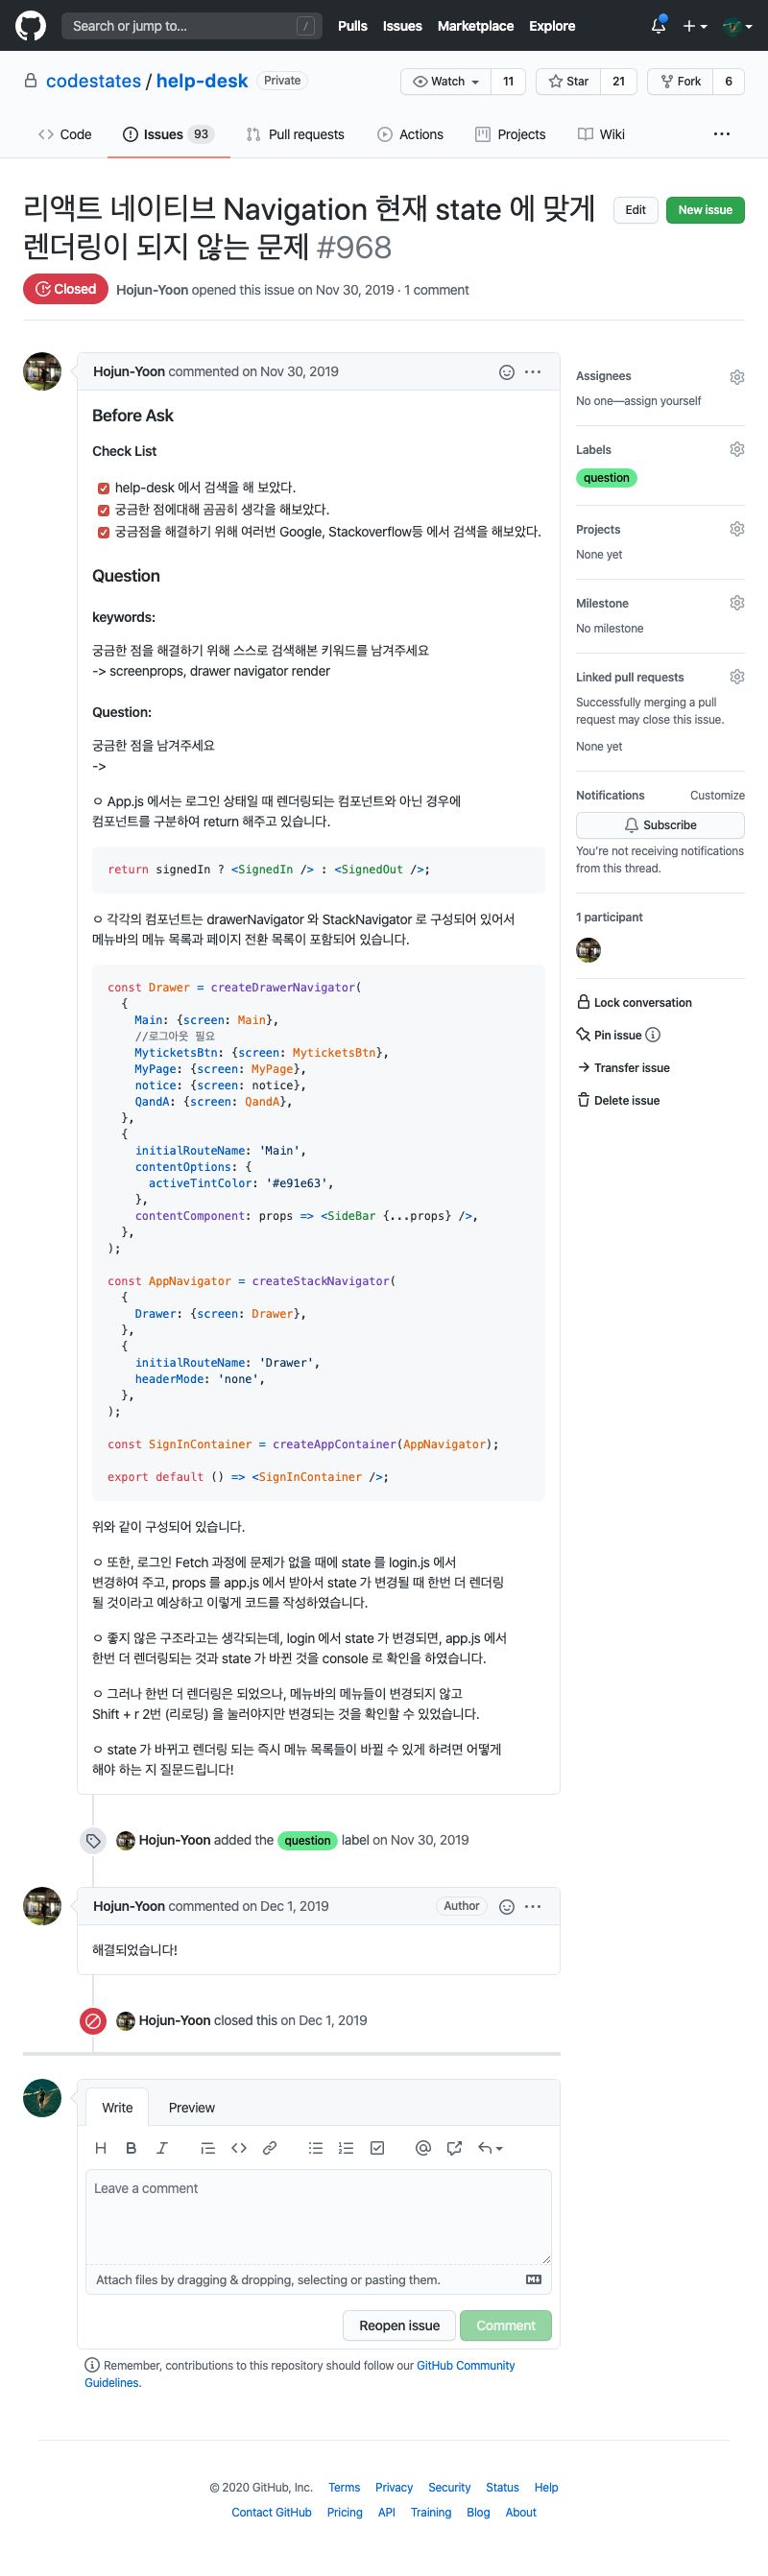 Search or jump to... /
Pulls Issues Marketplace Explore
codestates / help-desk Private
Watch 11 Star 21 Fork 6
Code Issues 93 Pull requests Actions Projects Wiki
리액트 네이티브 Navigation 현재 state 에 맞게
렌더링이 되지 않는 문제 #968
Edit New issue
Closed Hojun-Yoon opened this issue on Nov 30, 2019 · 1 comment
Hojun-Yoon commented on Nov 30, 2019
Before Ask
Check List
help-desk 에서 검색을 해 보았다.
궁금한 점에대해 곰곰히 생각을 해보았다.
궁금점을 해결하기 위해 여러번 Google, Stackoverflow등 에서 검색을 해보았다.
Question
keywords:
궁금한 점을 해결하기 위해 스스로 검색해본 키워드를 남겨주세요
-> screenprops, drawer navigator render
Question:
궁금한 점을 남겨주세요
->
ㅇ App.js 에서는 로그인 상태일 때 렌더링되는 컴포넌트와 아닌 경우에
컴포넌트를 구분하여 return 해주고 있습니다.
return signedIn ? <SignedIn /> : <SignedOut />;
ㅇ 각각의 컴포넌트는 drawerNavigator 와 StackNavigator 로 구성되어 있어서
메뉴바의 메뉴 목록과 페이지 전환 목록이 포함되어 있습니다.
const Drawer = createDrawerNavigator(
{
Main: {screen: Main},
//로그아웃 필요
MyticketsBtn: {screen: MyticketsBtn},
MyPage: {screen: MyPage},
notice: {screen: notice},
QandA: {screen: QandA},
},
{
initialRouteName: 'Main',
contentOptions: {
activeTintColor: '#e91e63',
},
contentComponent: props => <SideBar {...props} />,
},
);
const AppNavigator = createStackNavigator(
{
Drawer: {screen: Drawer},
},
{
initialRouteName: 'Drawer',
headerMode: 'none',
},
);
const SignInContainer = createAppContainer(AppNavigator);
export default () => <SignInContainer />;
위와 같이 구성되어 있습니다.
ㅇ 또한, 로그인 Fetch 과정에 문제가 없을 때에 state 를 login.js 에서
변경하여 주고, props 를 app.js 에서 받아서 state 가 변경될 때 한번 더 렌더링
될 것이라고 예상하고 이렇게 코드를 작성하였습니다.
ㅇ 좋지 않은 구조라고는 생각되는데, login 에서 state 가 변경되면, app.js 에서
한번 더 렌더링되는 것과 state 가 바뀐 것을 console 로 확인을 하였습니다.
ㅇ 그러나 한번 더 렌더링은 되었으나, 메뉴바의 메뉴들이 변경되지 않고
Shift + r 2번 (리로딩) 을 눌러야지만 변경되는 것을 확인할 수 있었습니다.
ㅇ state 가 바뀌고 렌더링 되는 즉시 메뉴 목록들이 바뀔 수 있게 하려면 어떻게
해야 하는 지 질문드립니다!
Hojun-Yoon added the question label on Nov 30, 2019
Hojun-Yoon commented on Dec 1, 2019 Author
해결되었습니다!
Hojun-Yoon closed this on Dec 1, 2019
Assignees
No one—assign yourself
Labels
question
Projects
None yet
Milestone
No milestone
Linked pull requests
Successfully merging a pull
request may close this issue.
None yet
Notifications Customize
Subscribe
You're not receiving notifications
from this thread.
1 participant
Lock conversation
Pin issue
Transfer issue
Delete issue
Write Preview
Leave a comment
Attach files by dragging & dropping, selecting or pasting them.
Reopen issue Comment
Remember, contributions to this repository should follow our GitHub Community
Guidelines.
© 2020 GitHub, Inc. Terms Privacy Security Status Help
Contact GitHub Pricing API Training Blog About